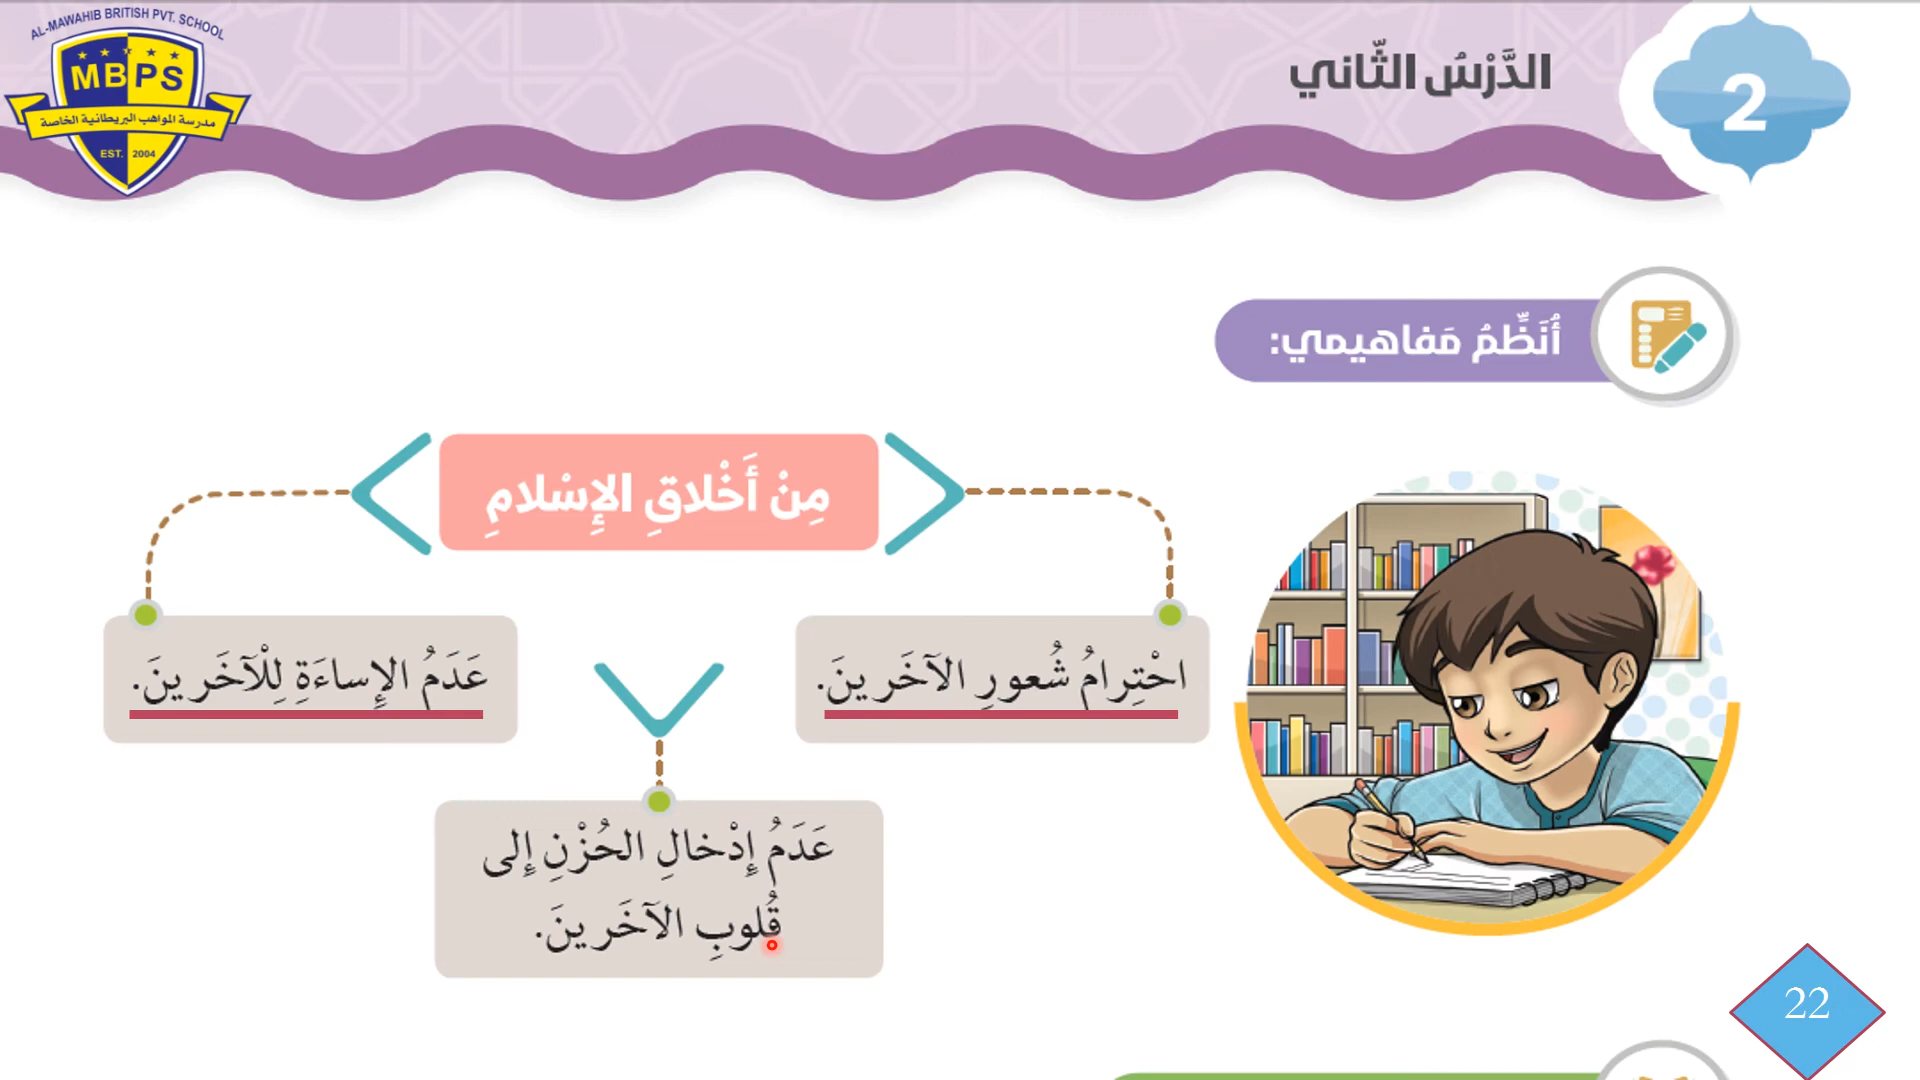 AL-MAWAHIB BRITISH PVT. SCHOOL
MBPS
مدرسة المواهب البريطانية الخاصة
EST. 2004
الدَّرْسُ الثّاني
2
أُنَظِّمُ مَفاهيمي:
مِنْ أَخْلاقِ الإِسْلامِ
احْتِرامُ شُعورِ الآخَرينَ.
عَدَمُ الإِساءَةِ لِلْآخَرينَ.
عَدَمُ إِدْخالِ الحُزْنِ إِلى
قُلوبِ الآخَرينَ.
22